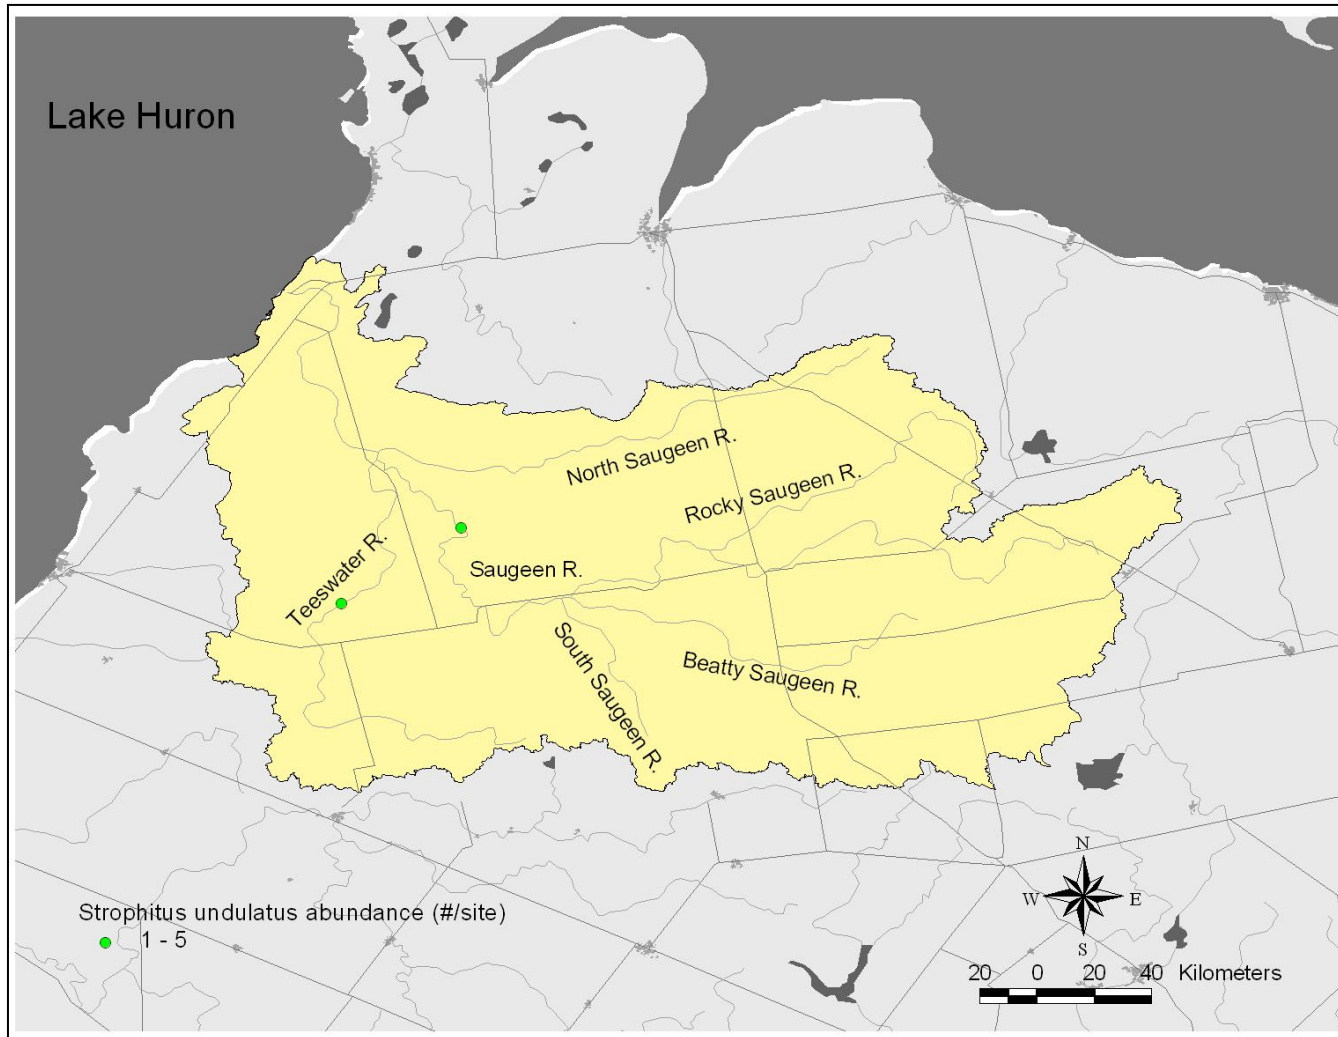 Lake Huron
North Saugeen R.
Rocky Saugeen R.
Teeswater R.
Saugeen R.
South Saugeen R.
Beatty Saugeen R.
Strophitus undulatus abundance (#/site)
1 - 5
N
W E
S
20 0 20 40 Kilometers